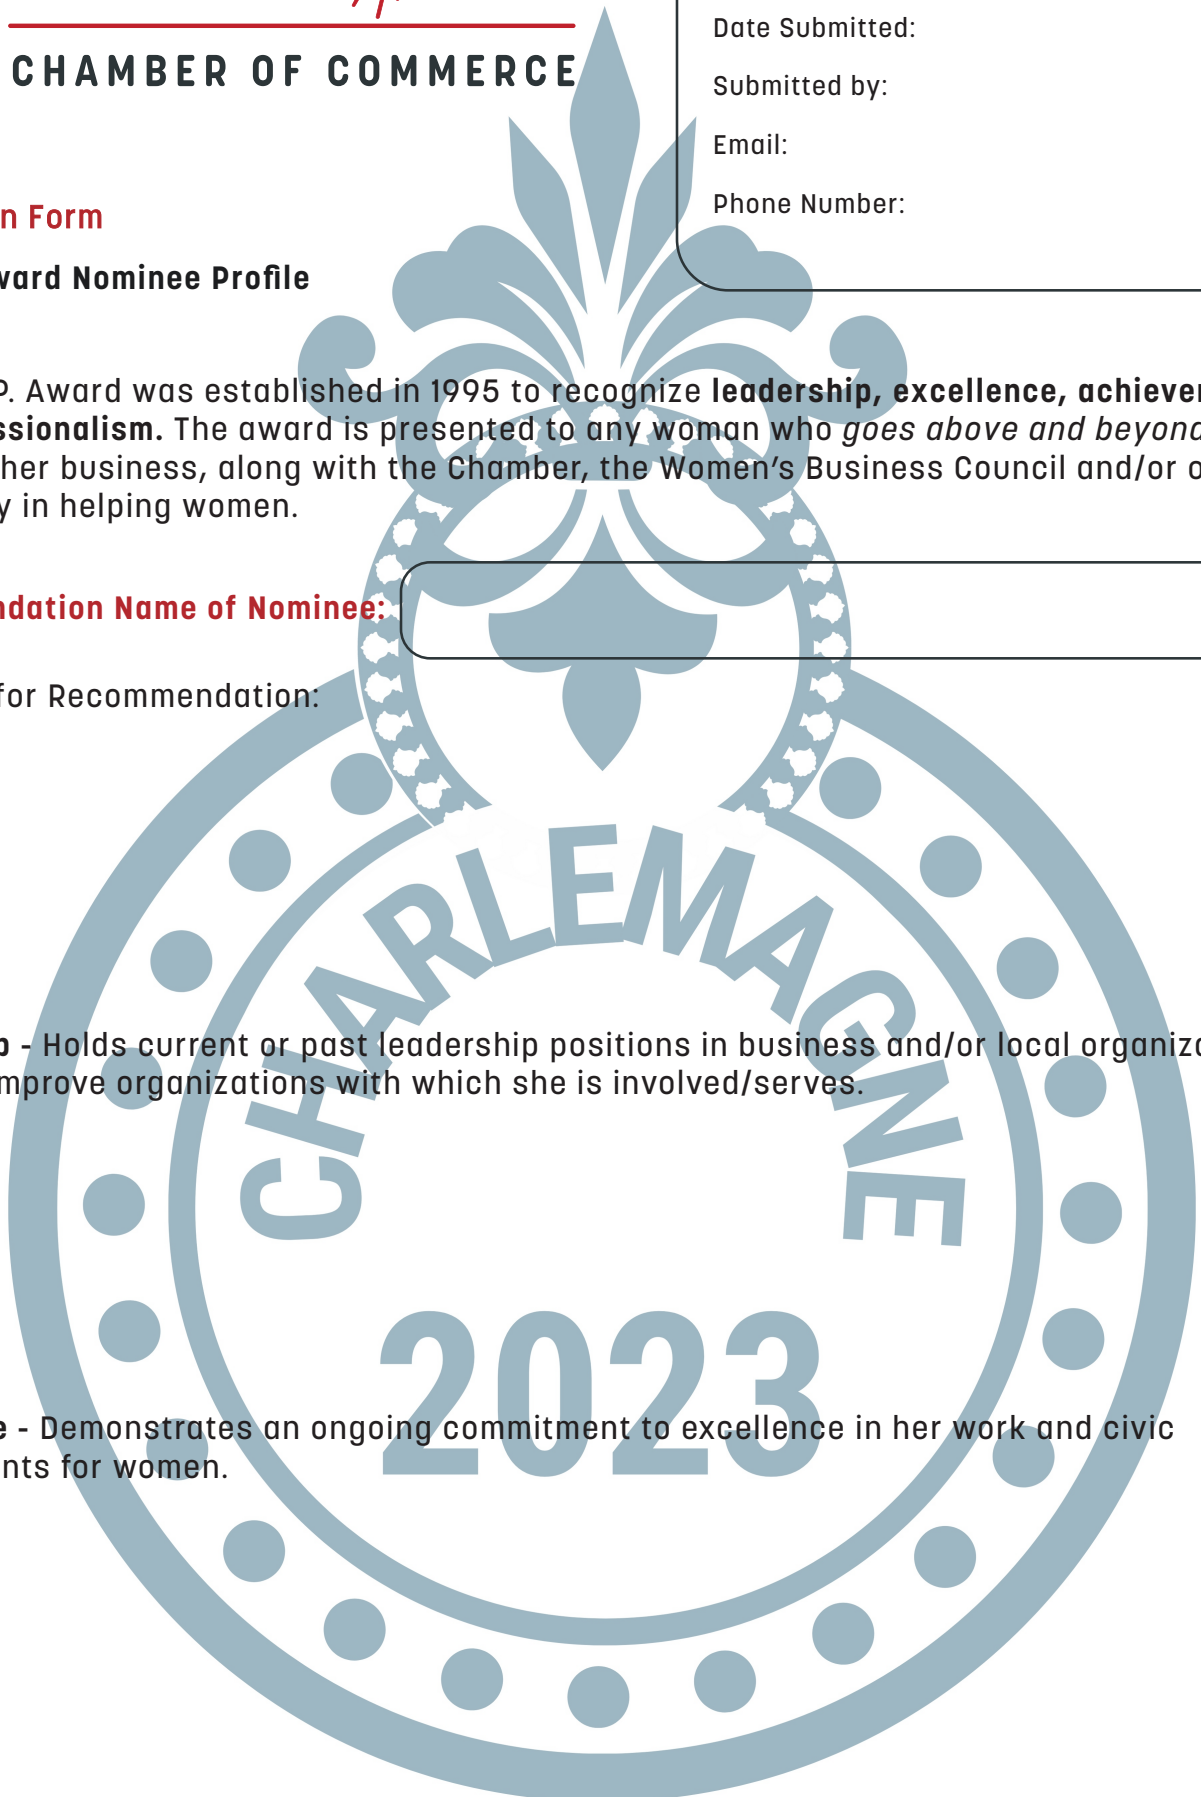 CHAMBER OF COMMERCE
Date Submitted:
Submitted by:
Email:
Phone Number:
n Form
ward Nominee Profile
P. Award was established in 1995 to recognize leadership, excellence, achiever
ssionalism. The award is presented to any woman who goes above and beyond
her business, along with the Chamber, the Women's Business Council and/or o
y in helping women.
ndation Name of Nominee:
for Recommendation:
CHARLEMAGNE
p - Holds current or past leadership positions in business and/or local organiza
mprove organizations with which she is involved/serves.
2023
e - Demonstrates an ongoing commitment to excellence in her work and civic
nts for women.